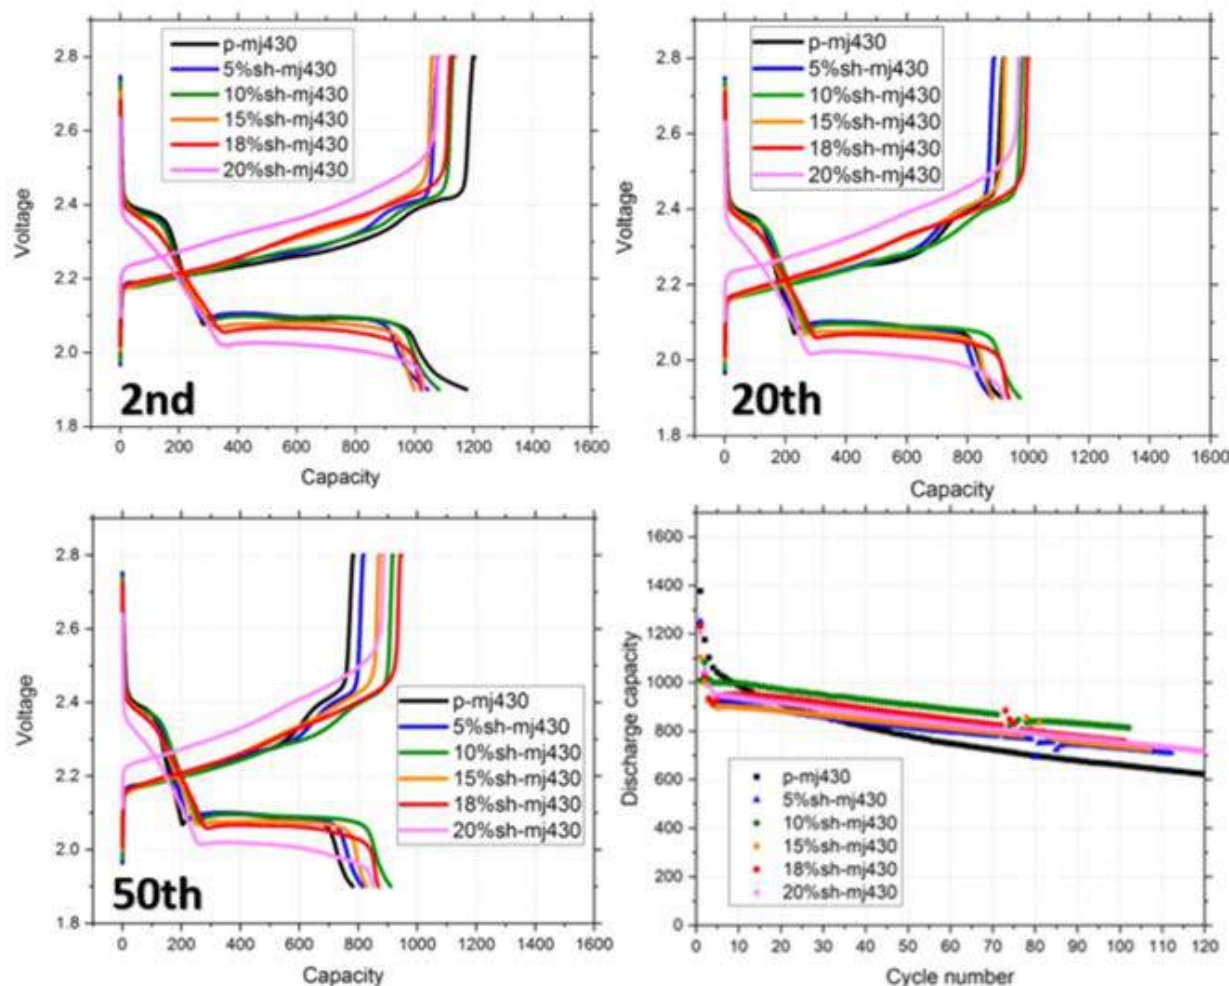 2.8
2.6
2.4
2.2
2.0
1.8
Voltage
p-mj430
5%sh-mj430
10%sh-mj430
15%sh-mj430
18%sh-mj430
20%sh-mj430
2nd
0 200 400 600 800 1000 1200 1400 1600
Capacity
2.8
2.6
2.4
2.2
2.0
1.8
Voltage
p-mj430
5%sh-mj430
10%sh-mj430
15%sh-mj430
18%sh-mj430
20%sh-mj430
20th
0 200 400 600 800 1000 1200 1400 1600
Capacity
2.8
2.6
2.4
2.2
2.0
1.8
Voltage
p-mj430
5%sh-mj430
10%sh-mj430
15%sh-mj430
18%sh-mj430
20%sh-mj430
50th
0 200 400 600 800 1000 1200 1400 1600
Capacity
1600
1400
1200
1000
800
600
400
200
0
Discharge capacity
p-mj430
5%sh-mj430
10%sh-mj430
15%sh-mj430
18%sh-mj430
20%sh-mj430
0 10 20 30 40 50 60 70 80 90 100 110 120
Cycle number